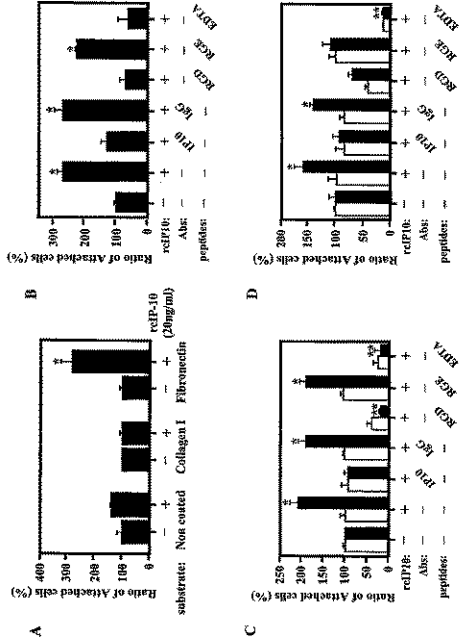 A
Ratio of Attached cells (%)
400
300
200
100
0
substrate: Non coated Collagen I Fibronectin
− + − + − + rcIP-10 (20ng/ml)
*
B
Ratio of Attached cells (%)
300
200
100
0
* * *
rcIP10: − + + + + + +
Abs: − − IP10 IgG − − −
peptides: − − − − RGD RGE EDTA
C
Ratio of Attached cells (%)
250
200
150
100
50
0
* * ** * **
rcIP10: − + + + + + +
Abs: − − IP10 IgG − − −
peptides: − − − − RGD RGE EDTA
D
Ratio of Attached cells (%)
200
150
100
50
0
* * * **
rcIP10: − + + + + + +
Abs: − − IP10 IgG − − −
peptides: − − − − RGD RGE EDTA